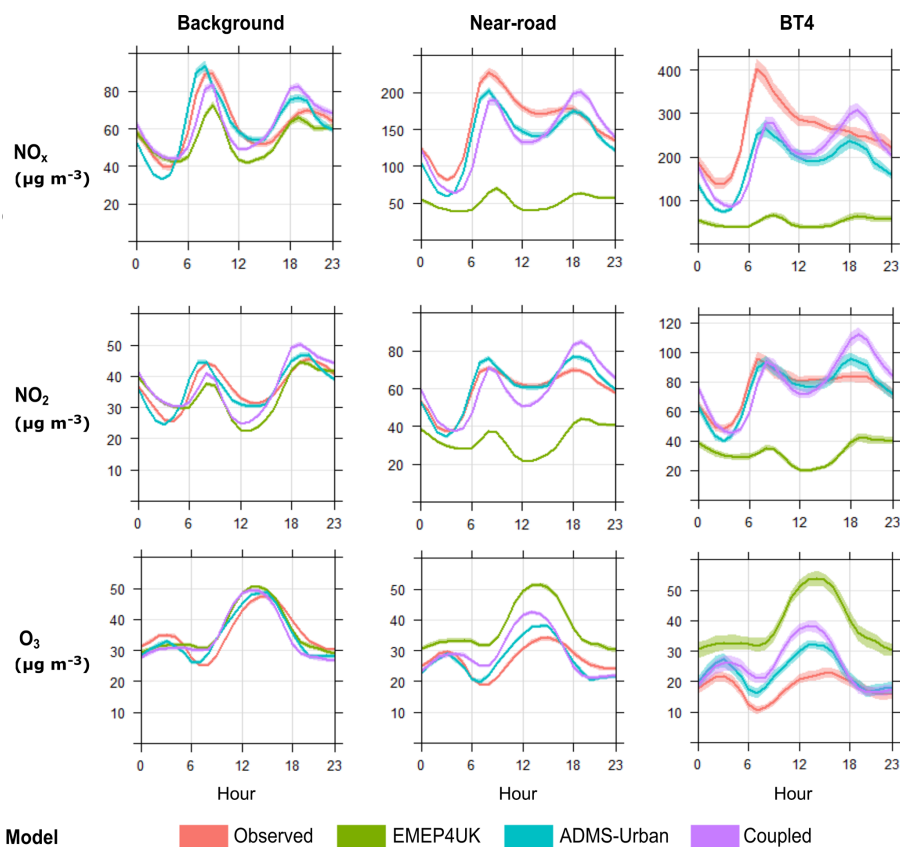 Background Near-road BT4
NOx
(µg m⁻³)
80
60
40
20
0 6 12 18 23
200
150
100
50
0 6 12 18 23
400
300
200
100
0 6 12 18 23
NO₂
(µg m⁻³)
50
40
30
20
10
0 6 12 18 23
80
60
40
20
0 6 12 18 23
120
100
80
60
40
20
0 6 12 18 23
O₃
(µg m⁻³)
50
40
30
20
10
0 6 12 18 23
50
40
30
20
10
0 6 12 18 23
50
40
30
20
10
0 6 12 18 23
Hour Hour Hour
Model Observed EMEP4UK ADMS-Urban Coupled